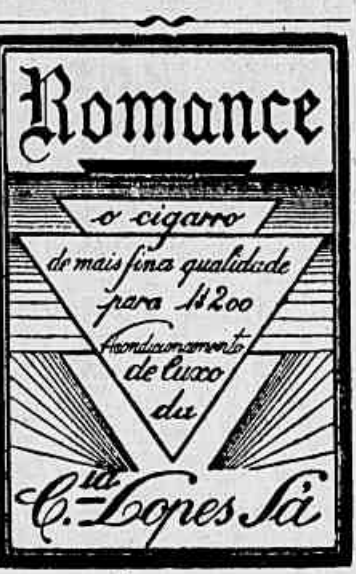 Romance
o cigarro
de mais fina qualidade
para 1$200
Acondicionamento
de luxo
da
C.ia Lopes Sá